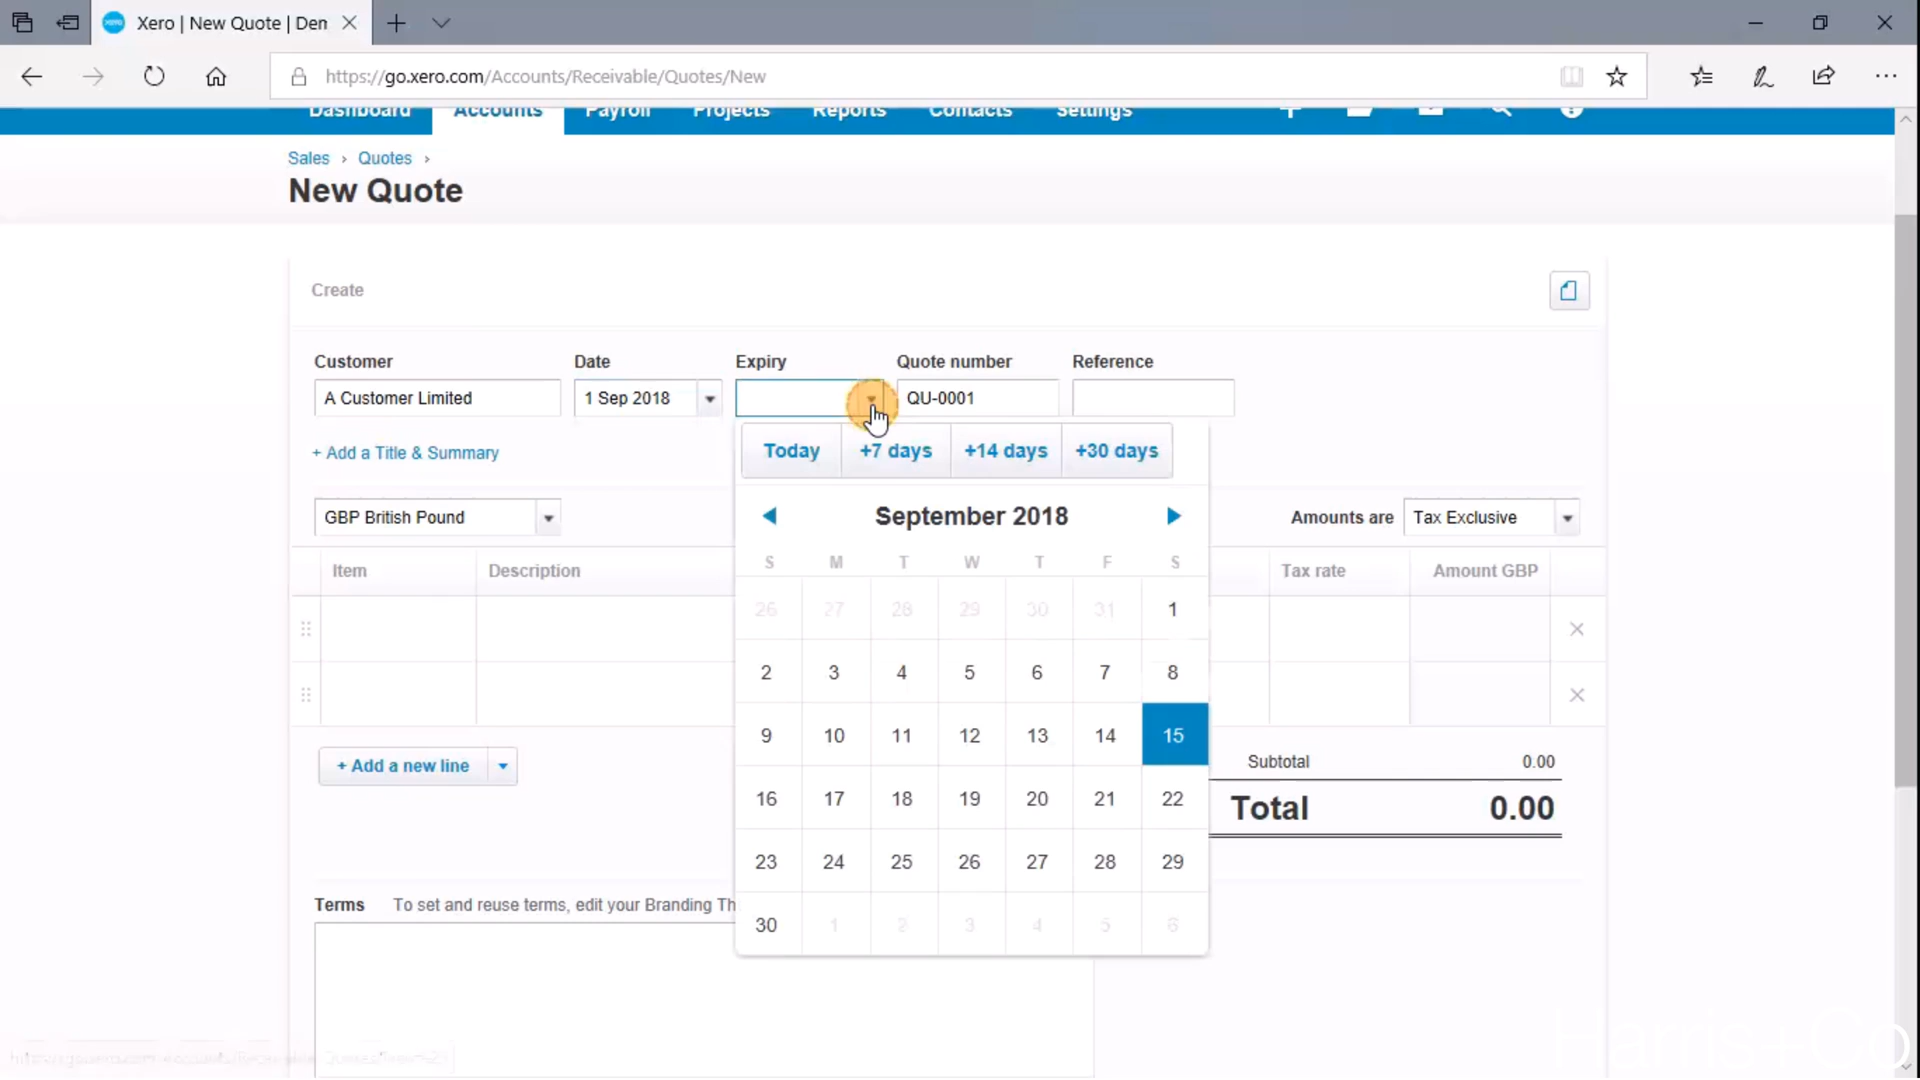 Xero | New Quote | Den
https://go.xero.com/Accounts/Receivable/Quotes/New
Dashboard Accounts Payroll Projects Reports Contacts Settings
Sales › Quotes ›
New Quote
Create
Customer Date Expiry Quote number Reference
A Customer Limited 1 Sep 2018 QU-0001
+ Add a Title & Summary
Today +7 days +14 days +30 days
GBP British Pound
September 2018
Amounts are Tax Exclusive
S M T W T F S
Item Description Tax rate Amount GBP
26 27 28 29 30 31 1
2 3 4 5 6 7 8
9 10 11 12 13 14 15
+ Add a new line
Subtotal 0.00
16 17 18 19 20 21 22
Total 0.00
23 24 25 26 27 28 29
Terms To set and reuse terms, edit your Branding Th
30 1 2 3 4 5 6